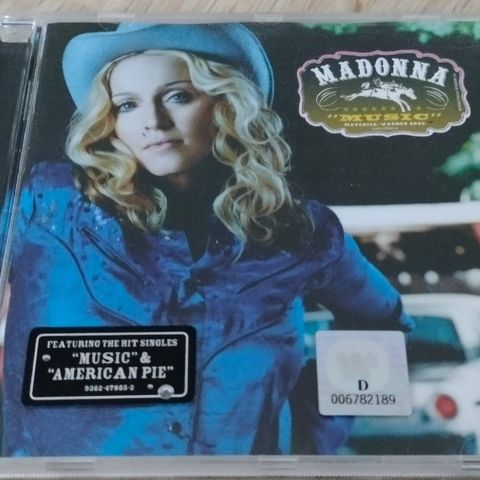 MADONNA
"MUSIC"
MAVERICK/WARNER BROS.
FEATURING THE HIT SINGLES
"MUSIC" &
"AMERICAN PIE"
9362-47865-2
D
006782189